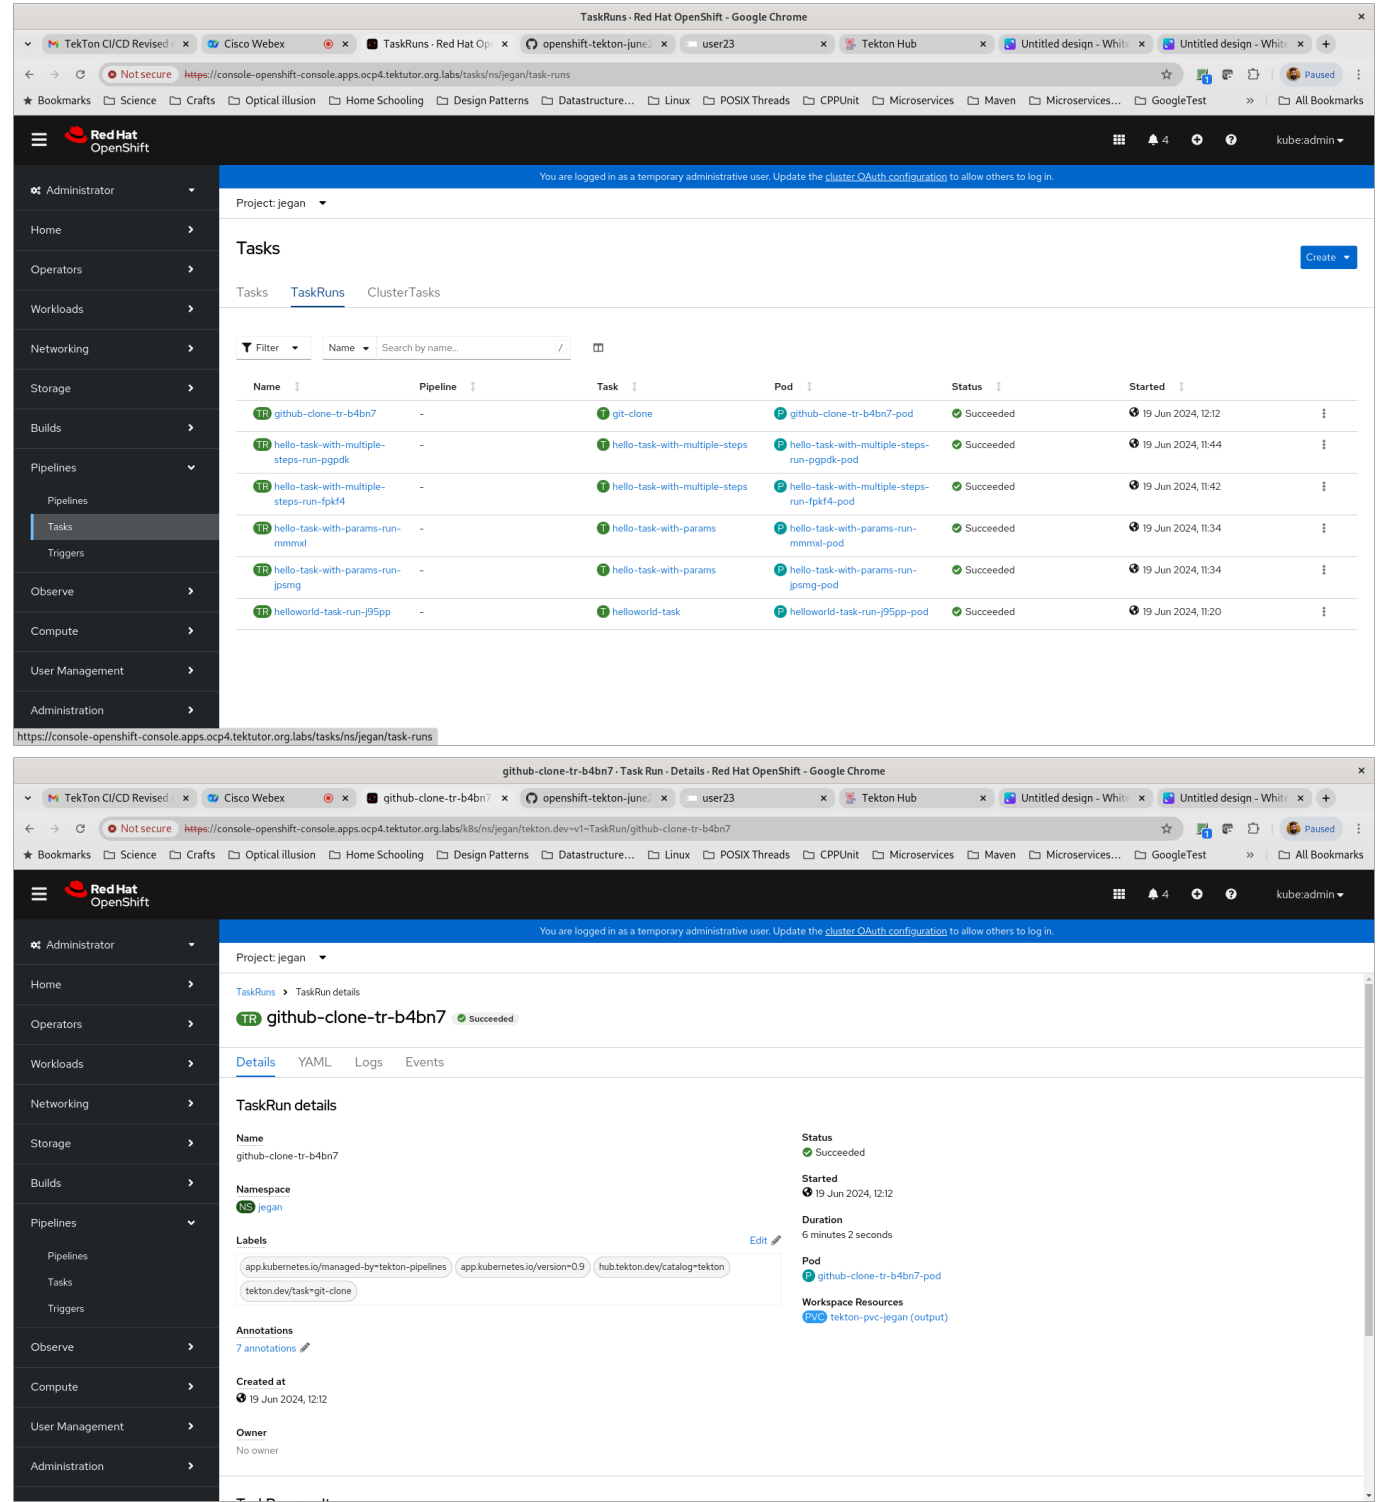 TaskRuns · Red Hat OpenShift - Google Chrome
TekTon CI/CD Revised
Cisco Webex
TaskRuns · Red Hat Op
openshift-tekton-june2
user23
Tekton Hub
Untitled design - White
Untitled design - White
Not secure https://console-openshift-console.apps.ocp4.tektutor.org.labs/tasks/ns/jegan/task-runs
Paused
Bookmarks Science Crafts Optical illusion Home Schooling Design Patterns Datastructure... Linux POSIX Threads CPPUnit Microservices Maven Microservices... GoogleTest » All Bookmarks
Red Hat
OpenShift
4
kube:admin
You are logged in as a temporary administrative user. Update the cluster OAuth configuration to allow others to log in.
Administrator
Home
Operators
Workloads
Networking
Storage
Builds
Pipelines
Pipelines
Tasks
Triggers
Observe
Compute
User Management
Administration
Project: jegan
Tasks
Create
Tasks TaskRuns ClusterTasks
Filter Name Search by name... /
Name Pipeline Task Pod Status Started
TR github-clone-tr-b4bn7 - T git-clone P github-clone-tr-b4bn7-pod Succeeded 19 Jun 2024, 12:12
TR hello-task-with-multiple- - T hello-task-with-multiple-steps P hello-task-with-multiple-steps- Succeeded 19 Jun 2024, 11:44
steps-run-pgpdk run-pgpdk-pod
TR hello-task-with-multiple- - T hello-task-with-multiple-steps P hello-task-with-multiple-steps- Succeeded 19 Jun 2024, 11:42
steps-run-fpkf4 run-fpkf4-pod
TR hello-task-with-params-run- - T hello-task-with-params P hello-task-with-params-run- Succeeded 19 Jun 2024, 11:34
mmmxl mmmxl-pod
TR hello-task-with-params-run- - T hello-task-with-params P hello-task-with-params-run- Succeeded 19 Jun 2024, 11:34
jpsmg jpsmg-pod
TR helloworld-task-run-j95pp - T helloworld-task P helloworld-task-run-j95pp-pod Succeeded 19 Jun 2024, 11:20
https://console-openshift-console.apps.ocp4.tektutor.org.labs/tasks/ns/jegan/task-runs
github-clone-tr-b4bn7 · Task Run · Details · Red Hat OpenShift - Google Chrome
TekTon CI/CD Revised
Cisco Webex
github-clone-tr-b4bn7
openshift-tekton-june2
user23
Tekton Hub
Untitled design - White
Untitled design - White
Not secure https://console-openshift-console.apps.ocp4.tektutor.org.labs/k8s/ns/jegan/tekton.dev~v1~TaskRun/github-clone-tr-b4bn7
Paused
Bookmarks Science Crafts Optical illusion Home Schooling Design Patterns Datastructure... Linux POSIX Threads CPPUnit Microservices Maven Microservices... GoogleTest » All Bookmarks
Red Hat
OpenShift
4
kube:admin
You are logged in as a temporary administrative user. Update the cluster OAuth configuration to allow others to log in.
Administrator
Home
Operators
Workloads
Networking
Storage
Builds
Pipelines
Pipelines
Tasks
Triggers
Observe
Compute
User Management
Administration
Project: jegan
TaskRuns TaskRun details
TR github-clone-tr-b4bn7 Succeeded
Details YAML Logs Events
TaskRun details
Name
github-clone-tr-b4bn7
Namespace
NS jegan
Labels Edit
app.kubernetes.io/managed-by=tekton-pipelines app.kubernetes.io/version=0.9 hub.tekton.dev/catalog=tekton
tekton.dev/task=git-clone
Annotations
7 annotations
Created at
19 Jun 2024, 12:12
Owner
No owner
Status
Succeeded
Started
19 Jun 2024, 12:12
Duration
6 minutes 2 seconds
Pod
P github-clone-tr-b4bn7-pod
Workspace Resources
PVC tekton-pvc-jegan (output)